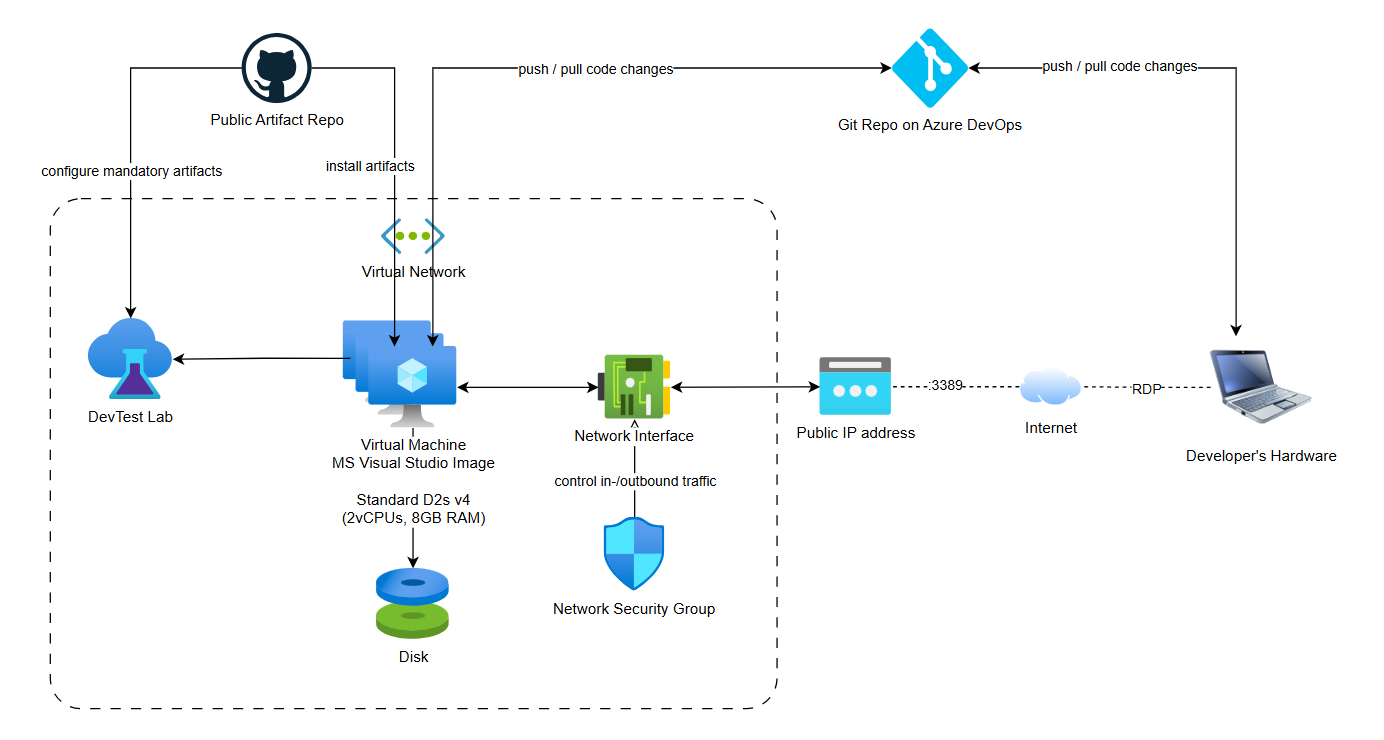 push / pull code changes
push / pull code changes
Public Artifact Repo
Git Repo on Azure DevOps
configure mandatory artifacts
install artifacts
Virtual Network
DevTest Lab
Virtual Machine
MS Visual Studio Image
Standard D2s v4
(2vCPUs, 8GB RAM)
Disk
Network Interface
control in-/outbound traffic
Network Security Group
Public IP address
:3389
Internet
RDP
Developer's Hardware